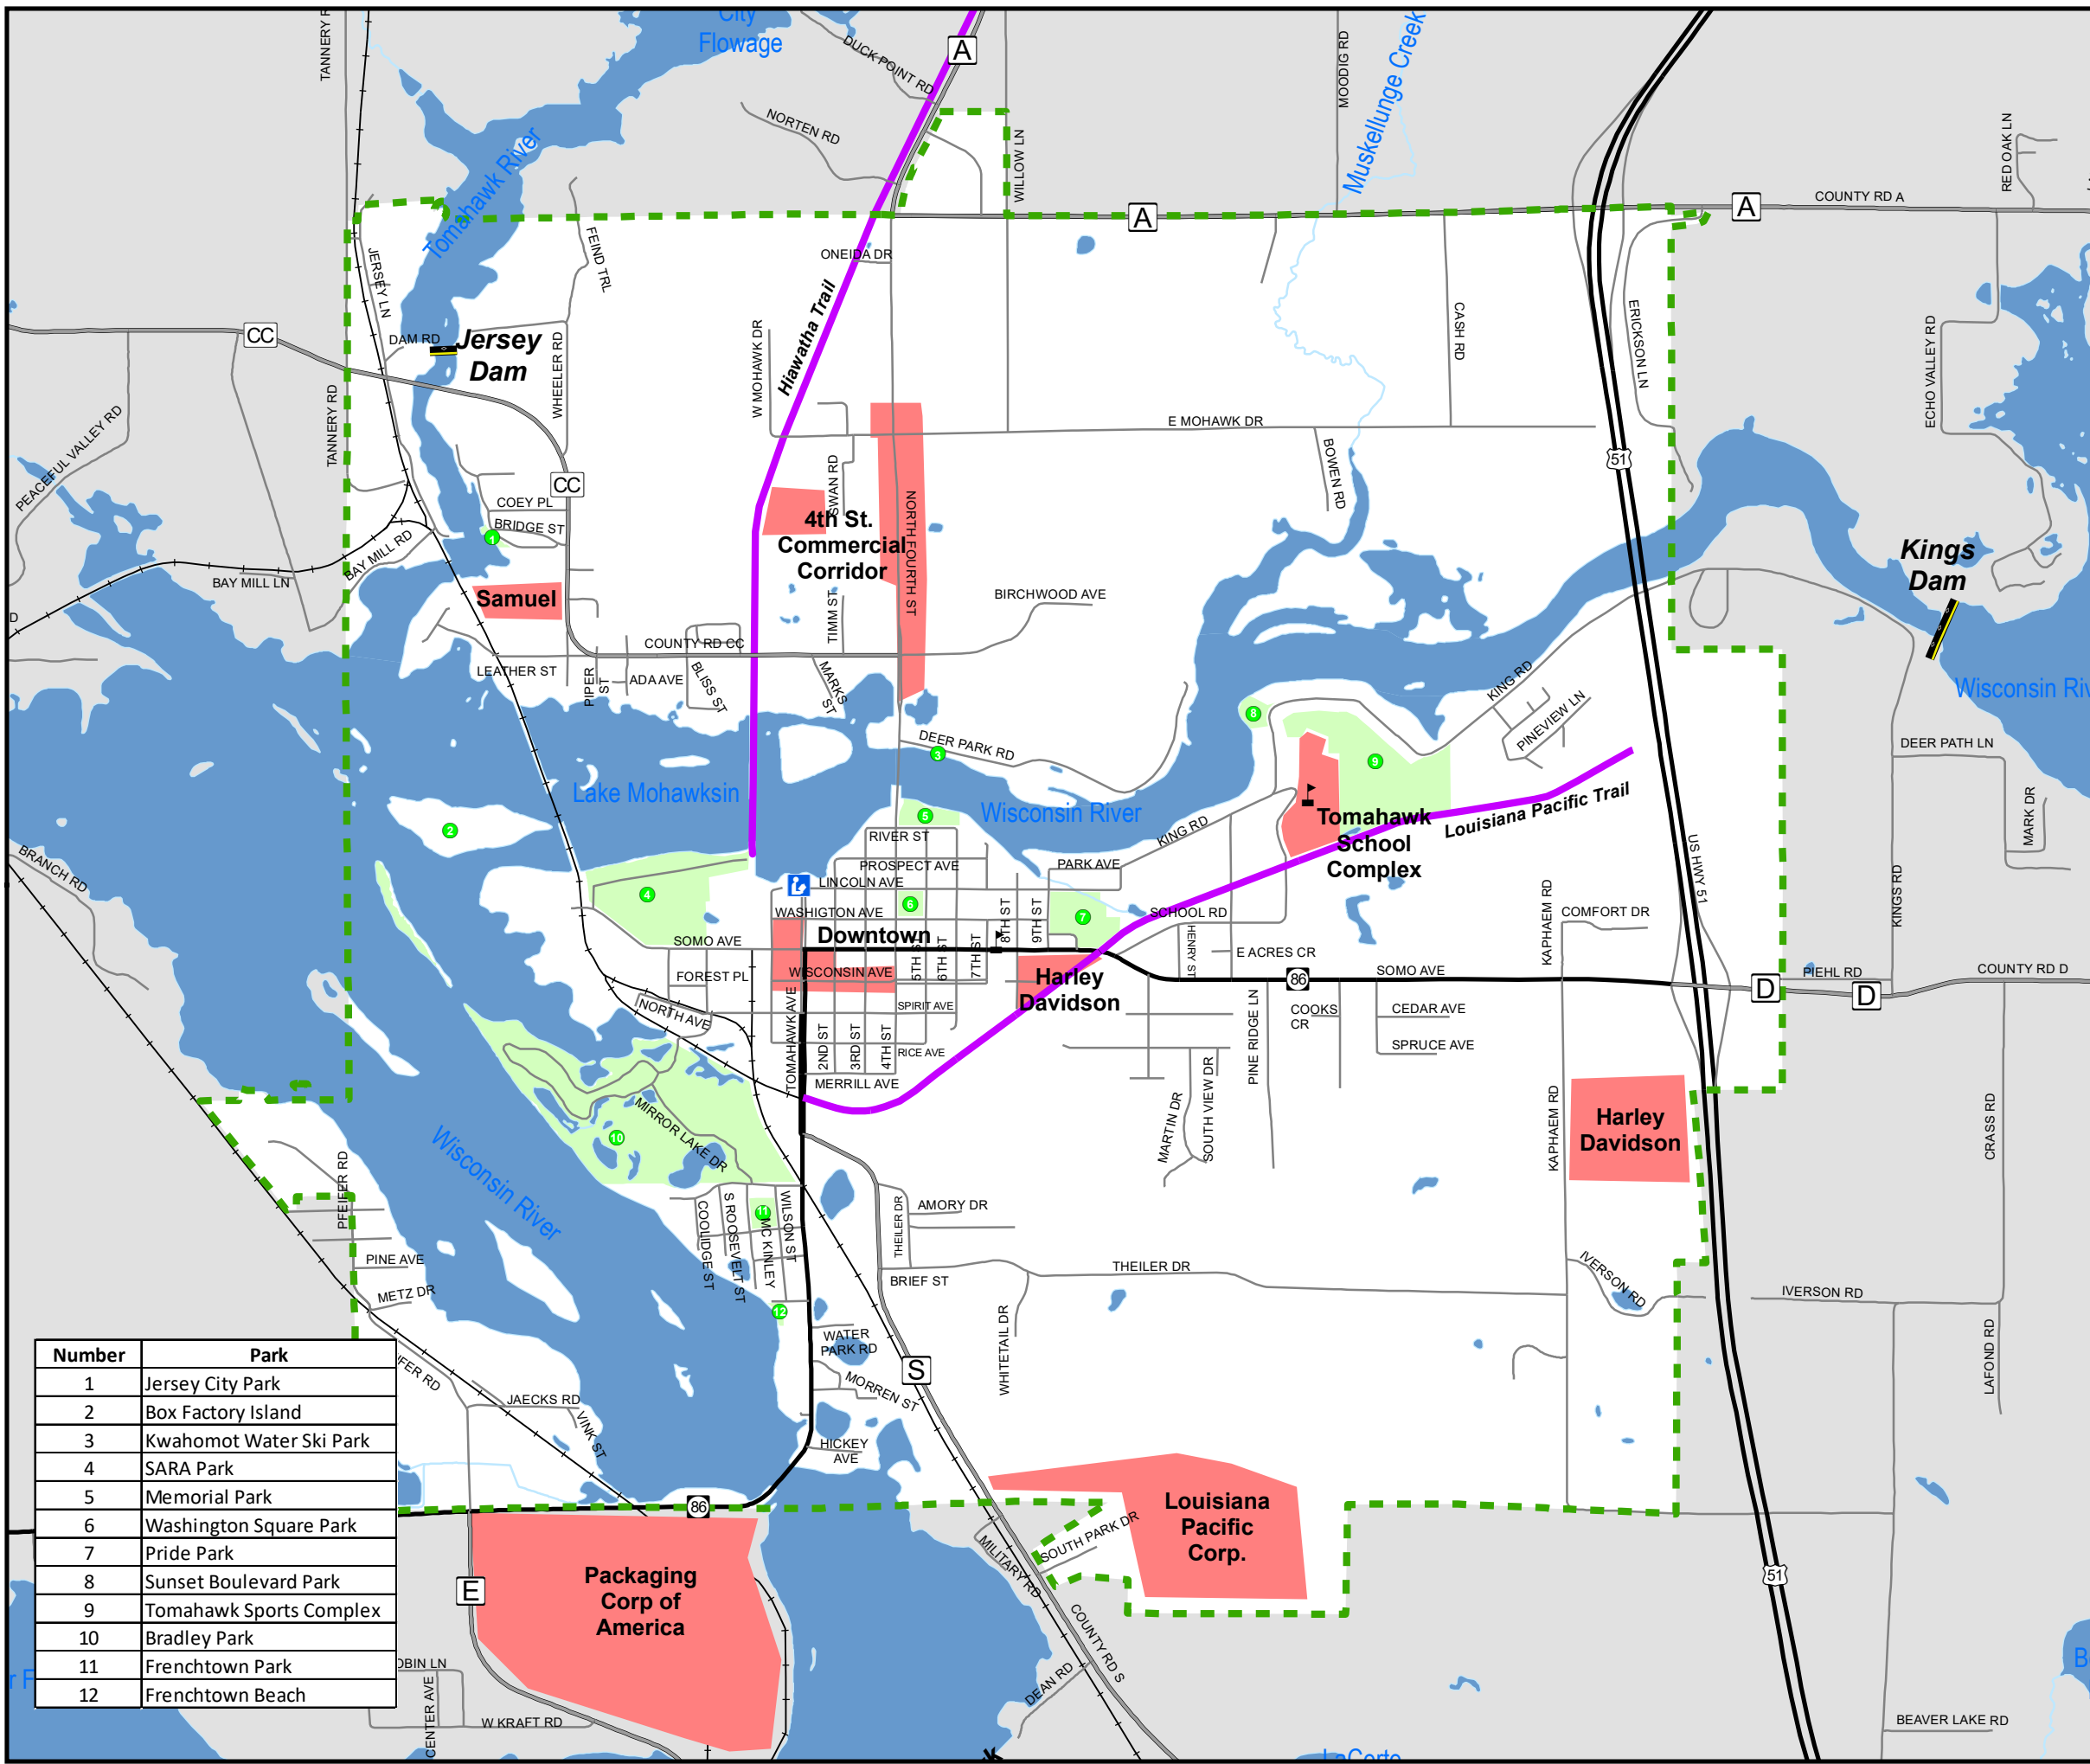 City
Flowage
TANNERY R
DUCK POINT RD
A
MOODIG RD
Muskellunge Creek
NORTEN RD
WILLOW LN
RED OAK LN
Tomahawk River
A
A
COUNTY RD A
JERSEY LN
FEIND TRL
ONEIDA DR
Hiawatha Trail
CC
DAM RD
Jersey
Dam
WHEELER RD
W MOHAWK DR
CASH RD
ERICKSON LN
ECHO VALLEY RD
PEACEFUL VALLEY RD
TANNERY RD
E MOHAWK DR
51
BOWEN RD
CC
COEY PL
BRIDGE ST
1
SWAN RD
4th St.
Commercial
Corridor
NORTH FOURTH ST
BAY MILL RD
BAY MILL LN
Kings
Dam
D
Samuel
TIMM ST
BIRCHWOOD AVE
COUNTY RD CC
LEATHER ST
PIPER
ST
ADA AVE
BLISS ST
MARKS
ST
KING RD
Wisconsin Riv
8
PINEVIEW LN
DEER PARK RD
3
9
DEER PATH LN
Lake Mohawksin
Wisconsin River
5
2
Tomahawk
School
Complex
Louisiana Pacific Trail
MARK DR
RIVER ST
KING RD
BRANCH RD
PROSPECT AVE
PARK AVE
LINCOLN AVE
4
6
US HWY 51
KINGS RD
WASHIGTON AVE
8TH ST
9TH ST
7
SCHOOL RD
KAPHAEM RD
COMFORT DR
SOMO AVE
Downtown
5TH S
6TH ST
7TH ST
HENRY ST
E ACRES CR
FOREST PL
WISCONSIN AVE
Harley
Davidson
86
SOMO AVE
PIEHL RD
COUNTY RD D
D
D
NORTH AVE
TOMAHAWK AVE
SPIRIT AVE
PINE RIDGE LN
COOKS
CR
CEDAR AVE
2ND ST
3RD ST
4TH ST
RICE AVE
SPRUCE AVE
MERRILL AVE
MARTIN DR
SOUTH VIEW DR
KAPHAEM RD
Harley
Davidson
CRASS RD
MIRROR LAKE DR
10
Wisconsin River
PFEIFER RD
COOLIDGE ST
S ROOSEVELT ST
11
MC KINLEY
WILSON ST
THEILER DR
AMORY DR
PINE AVE
THEILER DR
BRIEF ST
IVERSON RD
IVERSON RD
METZ DR
12
WATER
PARK RD
WHITETAIL DR
LAFOND RD
S
IFER RD
JAECKS RD
VINK ST
MORREN ST
HICKEY
AVE
Number Park
1 Jersey City Park
2 Box Factory Island
3 Kwahomot Water Ski Park
4 SARA Park
5 Memorial Park
6 Washington Square Park
7 Pride Park
8 Sunset Boulevard Park
9 Tomahawk Sports Complex
10 Bradley Park
11 Frenchtown Park
12 Frenchtown Beach
86
Louisiana
Pacific
Corp.
SOUTH PARK DR
MILITARY RD
51
E
Packaging
Corp of
America
COUNTY RD S
DEAN RD
OBIN LN
r F
B
CENTER AVE
W KRAFT RD
BEAVER LAKE RD